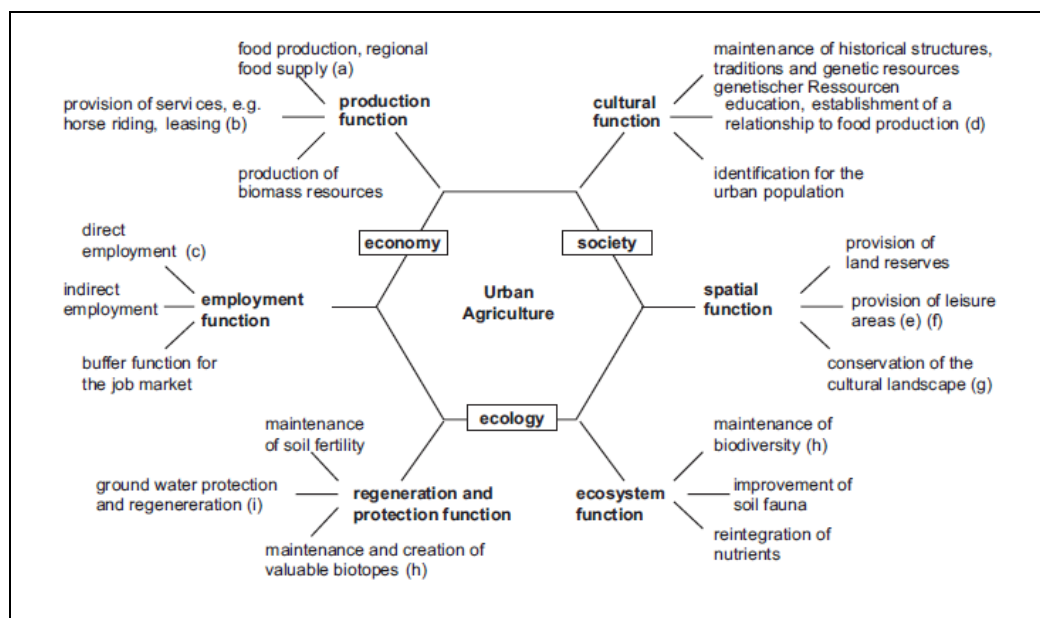 food production, regional
food supply (a)
provision of services, e.g.
horse riding, leasing (b)
production
function
production of
biomass resources
maintenance of historical structures,
traditions and genetic resources
genetischer Ressourcen
cultural
function
education, establishment of a
relationship to food production (d)
identification for the
urban population
economy
society
Urban
Agriculture
direct
employment (c)
indirect
employment
employment
function
buffer function for
the job market
provision of
land reserves
spatial
function
provision of leisure
areas (e) (f)
conservation of the
cultural landscape (g)
ecology
maintenance
of soil fertility
ground water protection
and regenereration (i)
regeneration and
protection function
maintenance and creation of
valuable biotopes (h)
maintenance of
biodiversity (h)
ecosystem
function
improvement of
soil fauna
reintegration of
nutrients